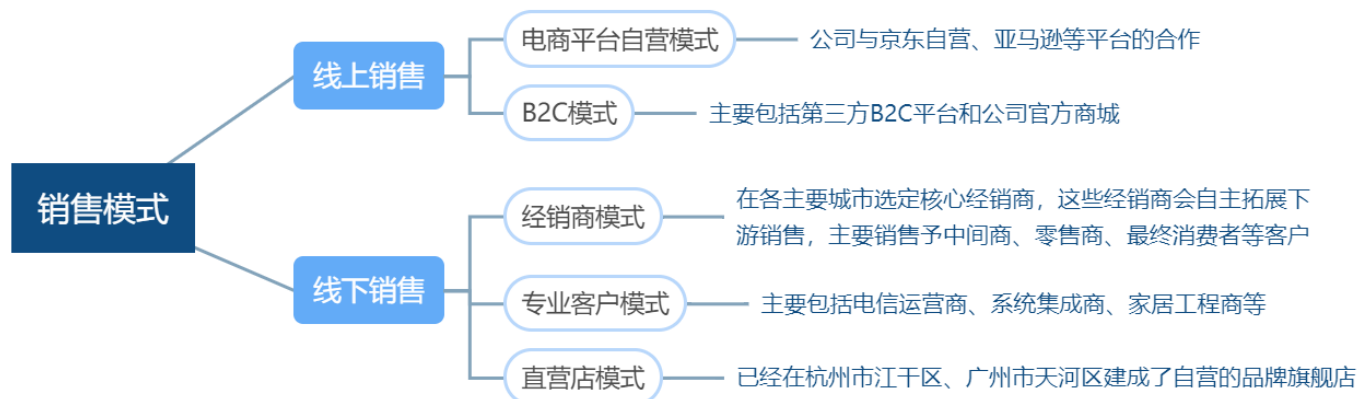 销售模式
线上销售
电商平台自营模式
公司与京东自营、亚马逊等平台的合作
B2C模式
主要包括第三方B2C平台和公司官方商城
线下销售
经销商模式
在各主要城市选定核心经销商，这些经销商会自主拓展下
游销售，主要销售予中间商、零售商、最终消费者等客户
专业客户模式
主要包括电信运营商、系统集成商、家居工程商等
直营店模式
已经在杭州市江干区、广州市天河区建成了自营的品牌旗舰店